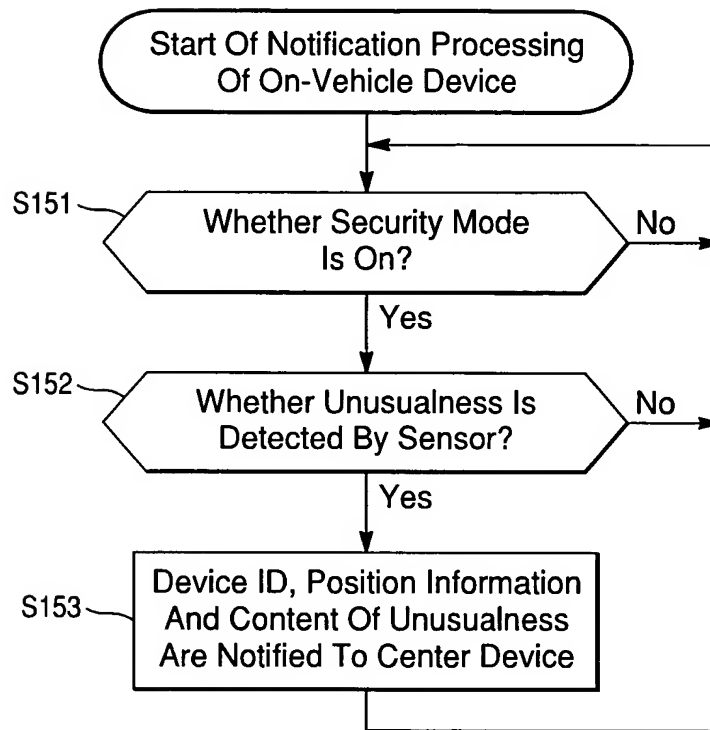 Start Of Notification Processing
Of On-Vehicle Device
S151
Whether Security Mode
Is On?
No
Yes
S152
Whether Unusualness Is
Detected By Sensor?
No
Yes
S153
Device ID, Position Information
And Content Of Unusualness
Are Notified To Center Device